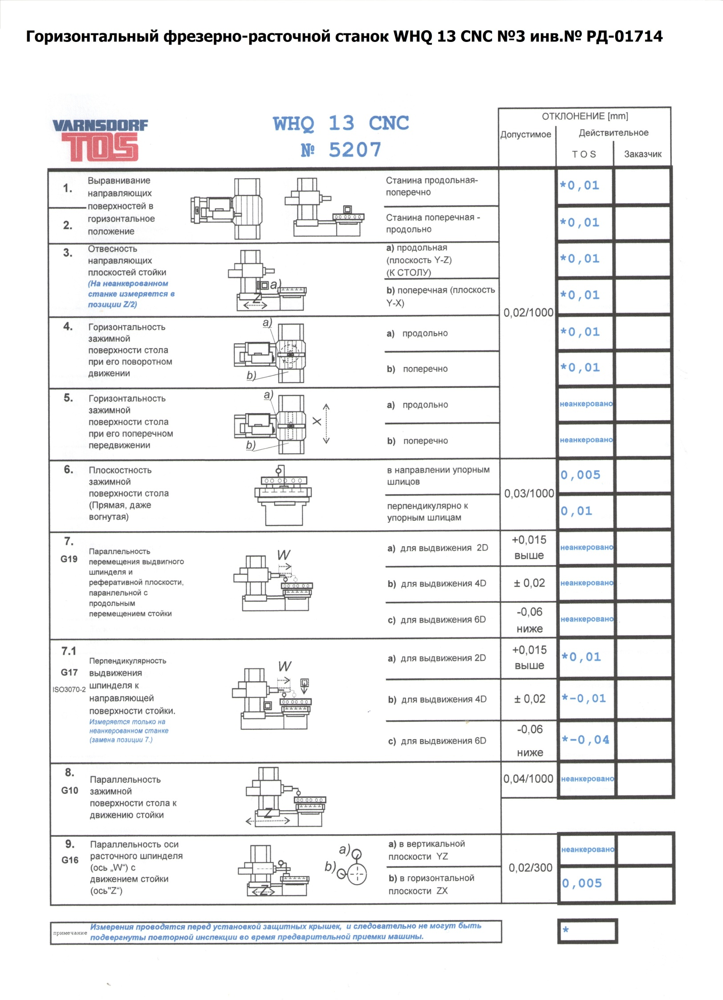 Горизонтальный фрезерно-расточной станок WHQ 13 CNC №3 инв.№ РД-01714
VARNSDORF
TOS
WHQ 13 CNC
№ 5207
ОТКЛОНЕНИЕ [mm]
Допустимое
Действительное
T O S
Заказчик
1.
2.
Выравнивание
направляющих
поверхностей в
горизонтальное
положение
Станина продольная-
поперечно
*0,01
Станина поперечная -
продольно
*0,01
0,02/1000
3.
Отвесность
направляющих
плоскостей стойки
(На неанкерованном
станке измеряется в
позиции Z/2)
a)
Z
a) продольная
(плоскость Y-Z)
(К СТОЛУ)
*0,01
b) поперечная (плоскость
Y-X)
*0,01
4.
Горизонтальность
зажимной
поверхности стола
при его поворотном
движении
a)
b)
a) продольно
*0,01
b) поперечно
*0,01
5.
Горизонтальность
зажимной
поверхности стола
при его поперечном
передвижении
a)
b)
X
a) продольно
неанкеровано
b) поперечно
неанкеровано
6.
Плоскостность
зажимной
поверхности стола
(Прямая, даже
вогнутая)
в направлении упорным
шлицов
0,03/1000
0,005
перпендикулярно к
упорным шлицам
0,01
7.
G19
Параллельность
перемещения выдвигного
шпинделя и
реферативной плоскости,
паранлельной с
продольным
перемещением стойки
W
a) для выдвижения 2D
+0,015
выше
неанкеровано
b) для выдвижения 4D
± 0,02
неанкеровано
c) для выдвижения 6D
-0,06
ниже
неанкеровано
7.1
G17
ISO3070-2
Перпендикулярность
выдвижения
шпинделя к
направляющей
поверхности стойки.
Измеряется только на
неанкерованном станке
(замена позиции 7.)
W
a) для выдвижения 2D
+0,015
выше
*0,01
b) для выдвижения 4D
± 0,02
*-0,01
c) для выдвижения 6D
-0,06
ниже
*-0,04
8.
G10
Параллельность
зажимной
поверхности стола к
движению стойки
Z
0,04/1000
неанкеровано
9.
G16
Параллельность оси
расточного шпинделя
(ось „W“) с
движением стойки
(ось"Z“)
Z
a)
b)
a) в вертикальной
плоскости YZ
0,02/300
неанкеровано
b) в горизонтальной
плоскости ZX
0,005
примечание
Измерения проводятся перед установкой защитных крышек, и следовательно не могут быть
подвергнуты повторной инспекции во время предварительной приемки машины.
*